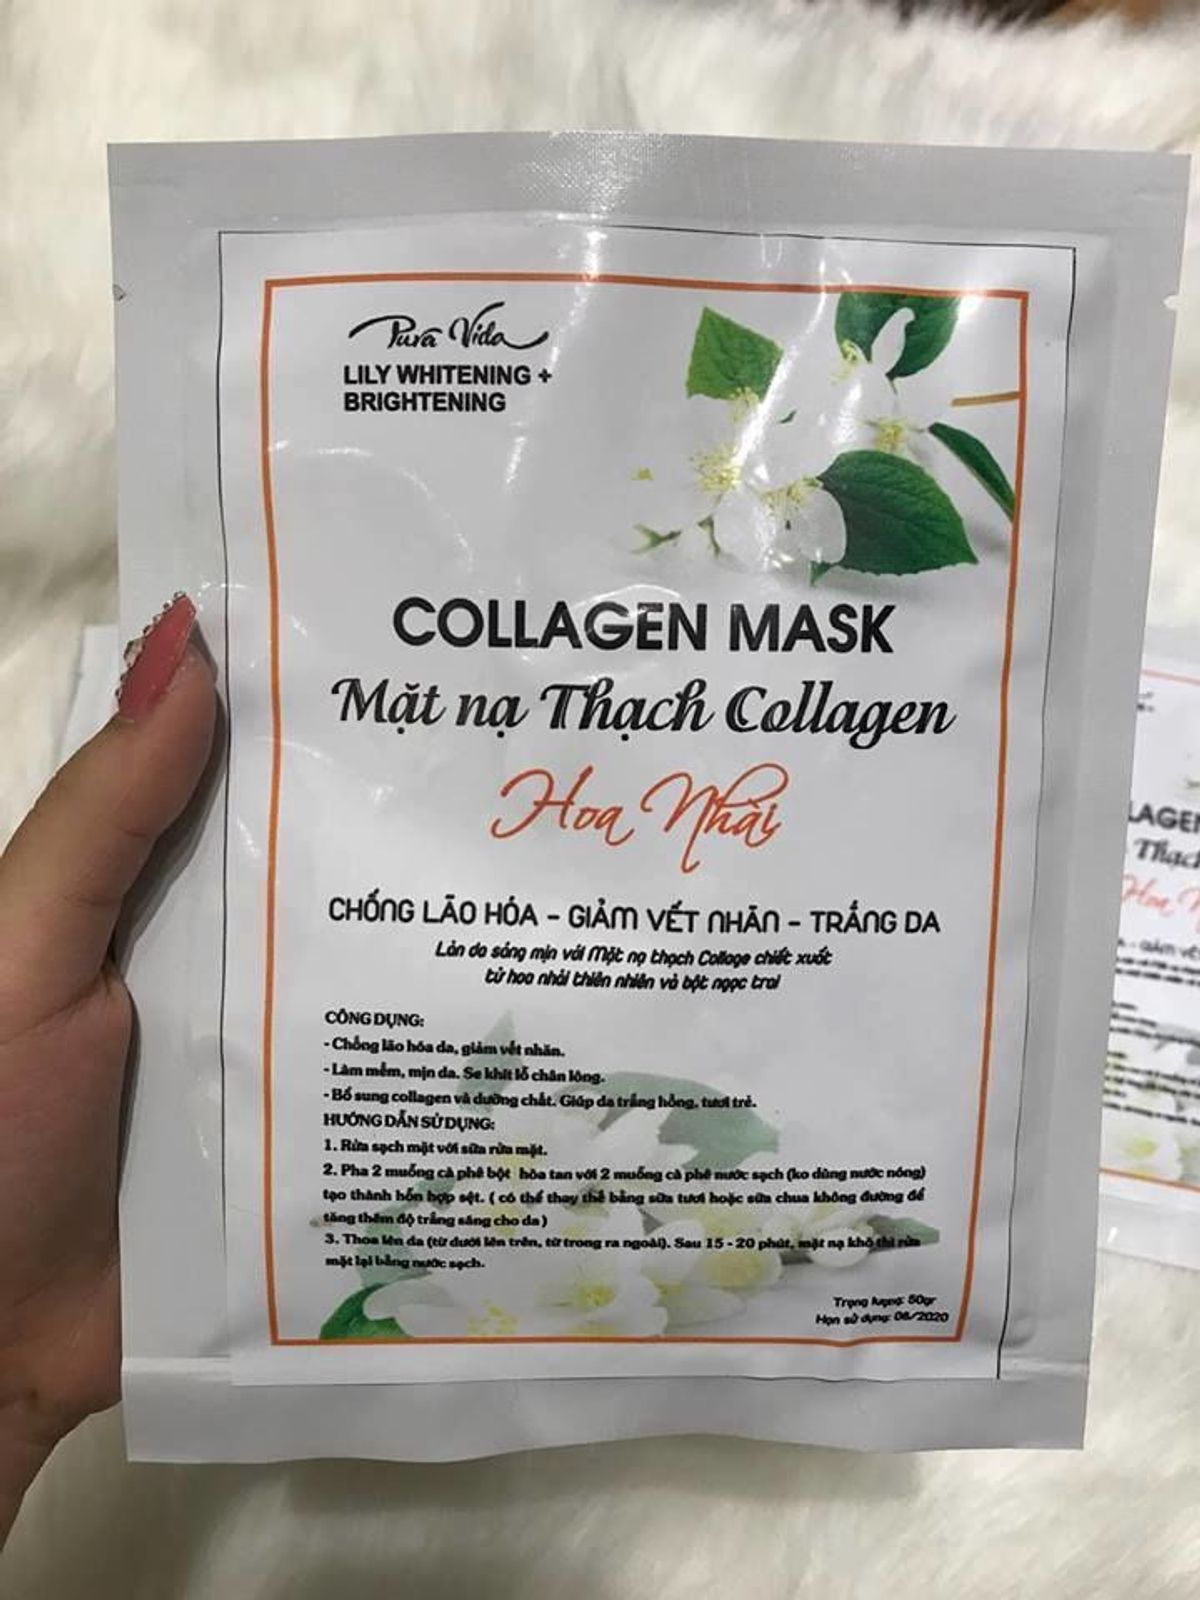 Pura Vida
LILY WHITENING +
BRIGHTENING
COLLAGEN MASK
Mặt nạ Thạch Collagen
Hoa Nhài
CHỐNG LÃO HÓA - GIẢM VẾT NHĂN - TRẮNG DA
Làn da sáng mịn với Mặt nạ thạch Collage chiết xuất
từ hoa nhài thiên nhiên và bột ngọc trai
CÔNG DỤNG:
- Chống lão hóa da, giảm vết nhăn.
- Làm mềm, mịn da. Se khít lỗ chân lông.
- Bổ sung collagen và dưỡng chất. Giúp da trắng hồng, tươi trẻ.
HƯỚNG DẪN SỬ DỤNG:
1. Rửa sạch mặt với sữa rửa mặt.
2. Pha 2 muỗng cà phê bột hòa tan với 2 muỗng cà phê nước sạch (ko dùng nước nóng)
tạo thành hỗn hợp sệt. ( có thể thay thế bằng sữa tươi hoặc sữa chua không đường để
tăng thêm độ trắng sáng cho da )
3. Thoa lên da (từ dưới lên trên, từ trong ra ngoài). Sau 15 - 20 phút, mặt nạ khô thì rửa
mặt lại bằng nước sạch.
Trọng lượng: 50gr
Hạn sử dụng: 08/2020
LAGEN
Thạch
Hoa N